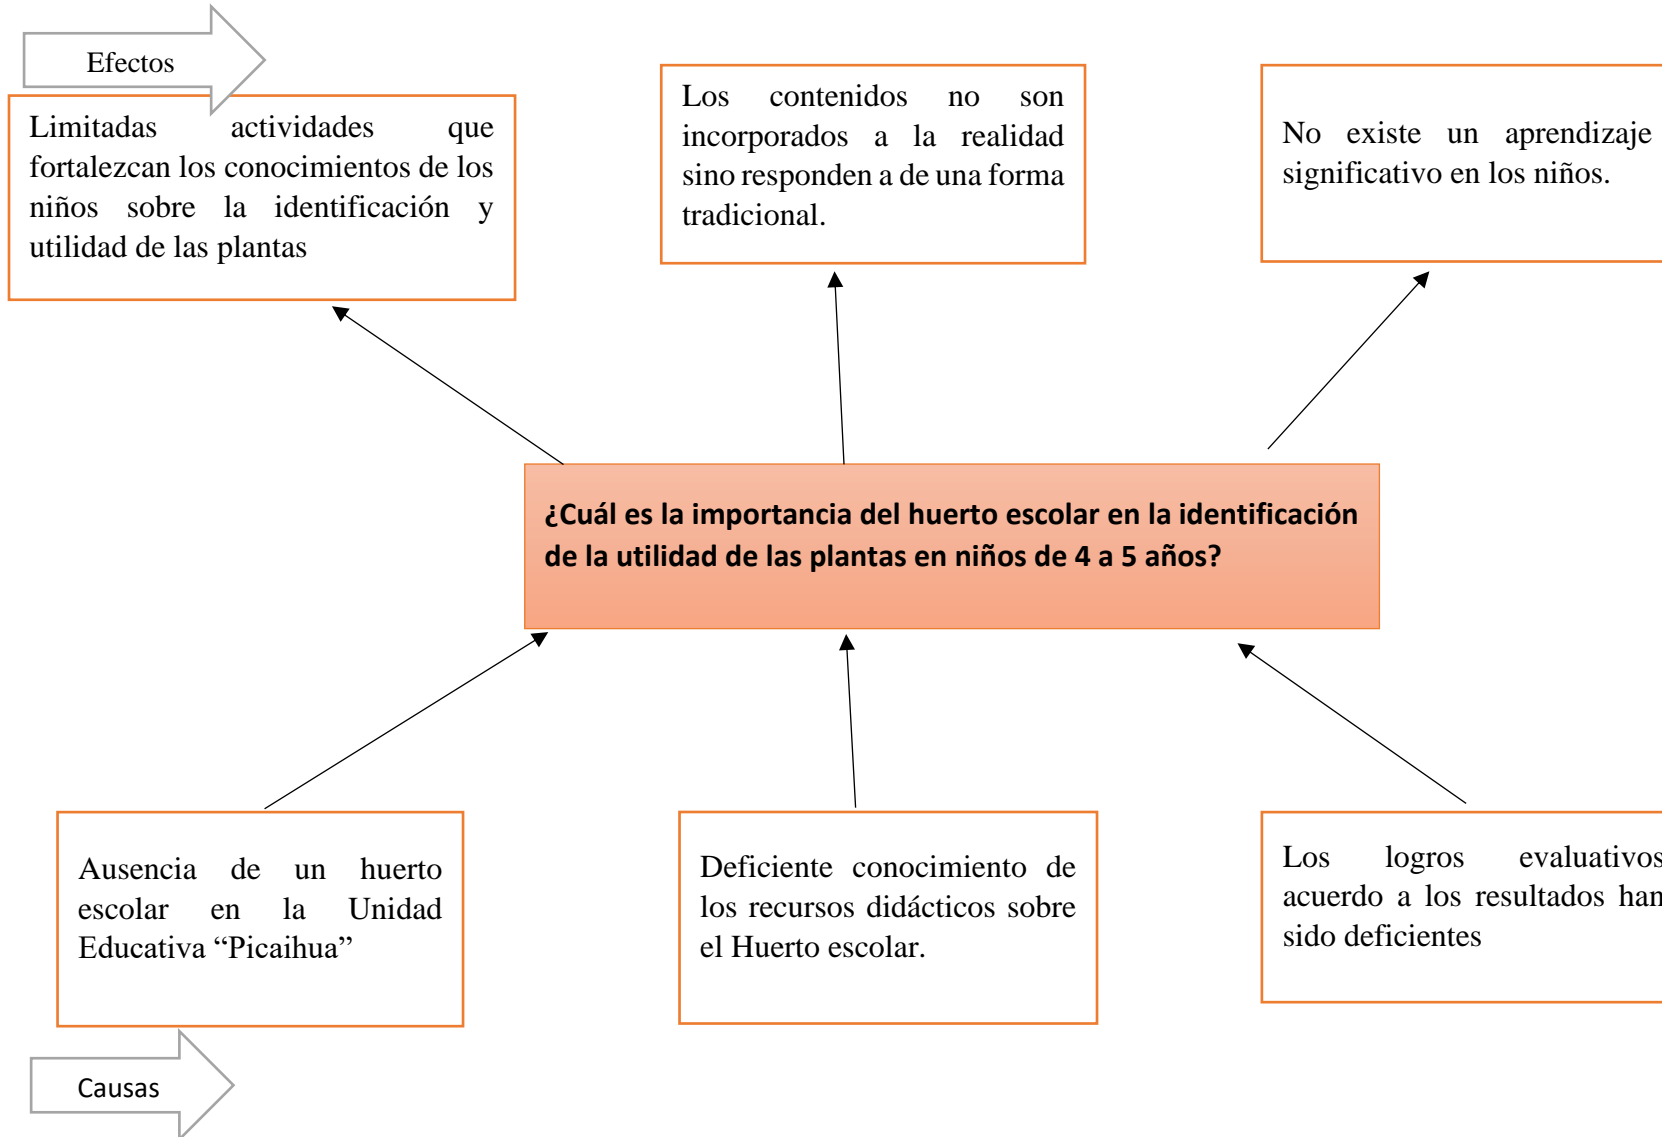 Efectos
Limitadas actividades que
fortalezcan los conocimientos de los
niños sobre la identificación y
utilidad de las plantas
Los contenidos no son
incorporados a la realidad
sino responden a de una forma
tradicional.
No existe un aprendizaje
significativo en los niños.
¿Cuál es la importancia del huerto escolar en la identificación
de la utilidad de las plantas en niños de 4 a 5 años?
Ausencia de un huerto
escolar en la Unidad
Educativa “Picaihua”
Deficiente conocimiento de
los recursos didácticos sobre
el Huerto escolar.
Los logros evaluativos
acuerdo a los resultados han
sido deficientes
Causas